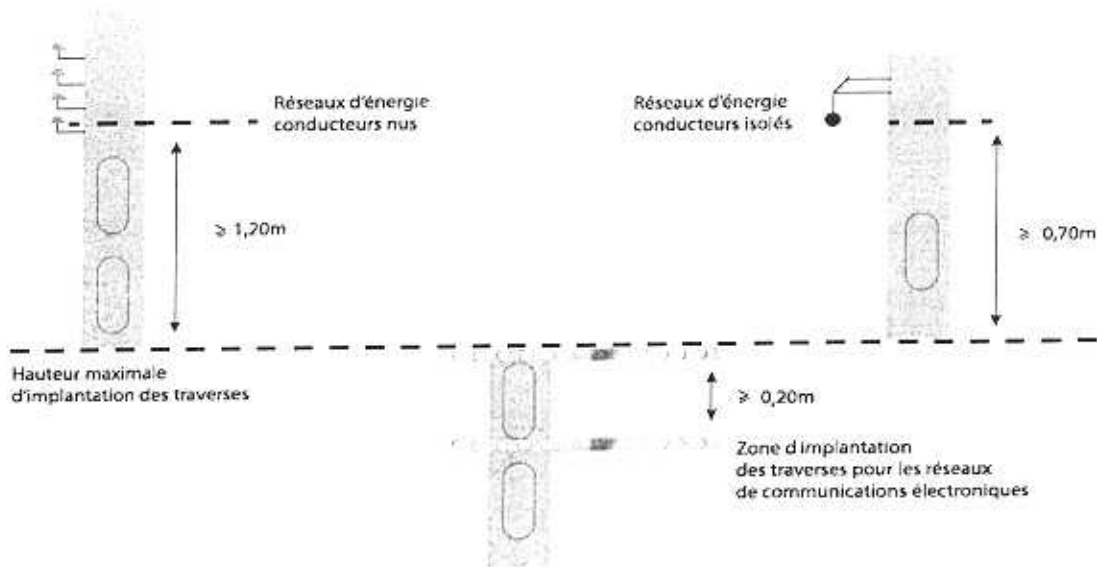 Réseaux d'énergie
conducteurs nus
Réseaux d'énergie
conducteurs isolés
⩾ 1,20m
⩾ 0,70m
Hauteur maximale
d'implantation des traverses
⩾ 0,20m
Zone d'implantation
des traverses pour les réseaux
de communications électroniques